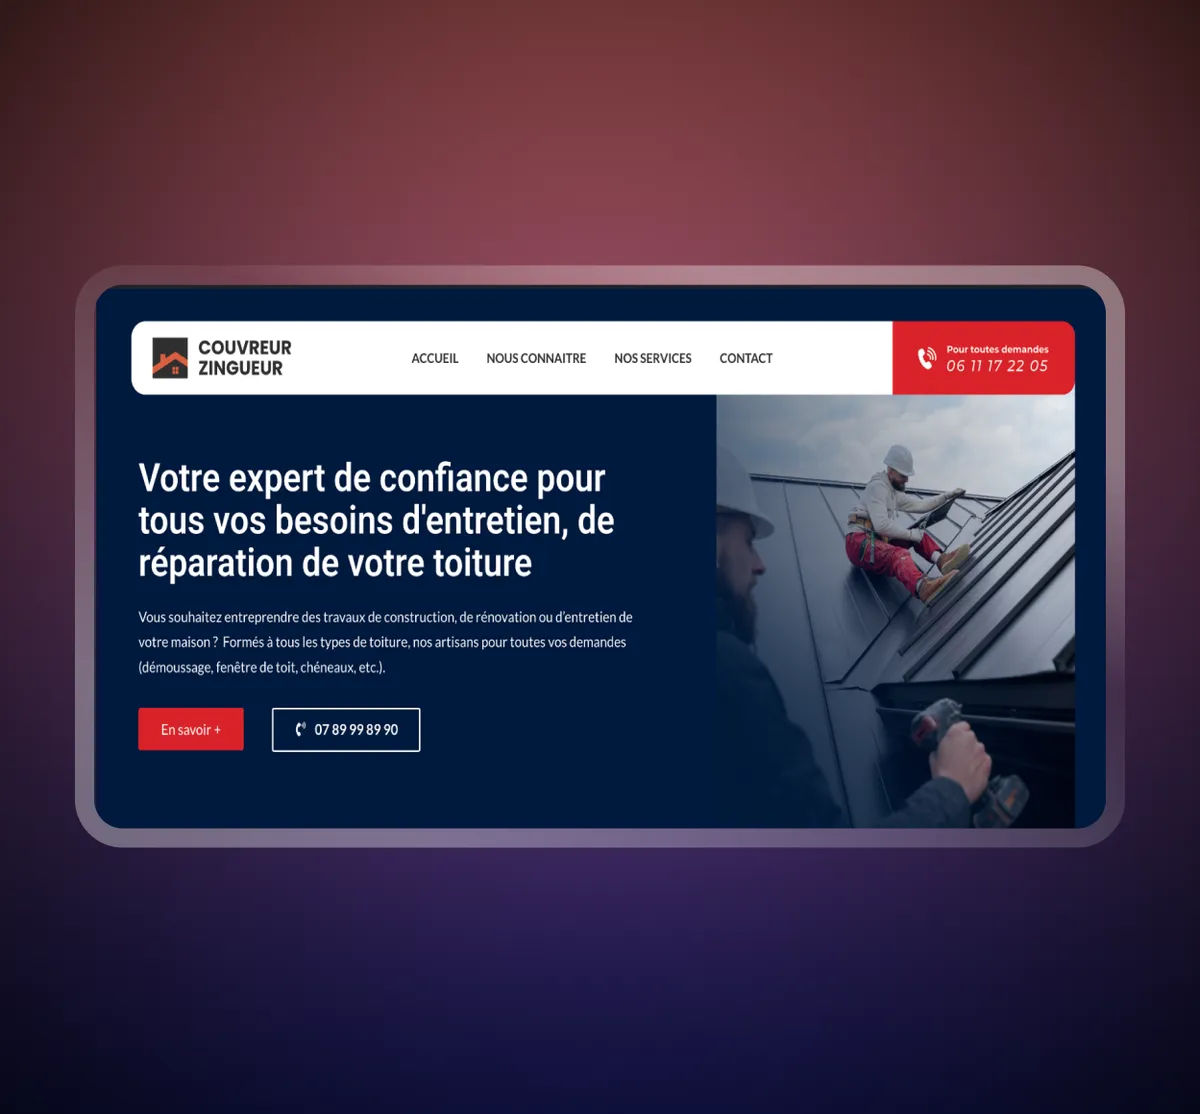 COUVREUR
ZINGUEUR
ACCUEIL NOUS CONNAITRE NOS SERVICES CONTACT
Pour toutes demandes
06 11 17 22 05
Votre expert de confiance pour
tous vos besoins d'entretien, de
réparation de votre toiture
Vous souhaitez entreprendre des travaux de construction, de rénovation ou d'entretien de
votre maison ? Formés à tous les types de toiture, nos artisans pour toutes vos demandes
(démoussage, fenêtre de toit, chéneaux, etc.).
En savoir +
07 89 99 89 90